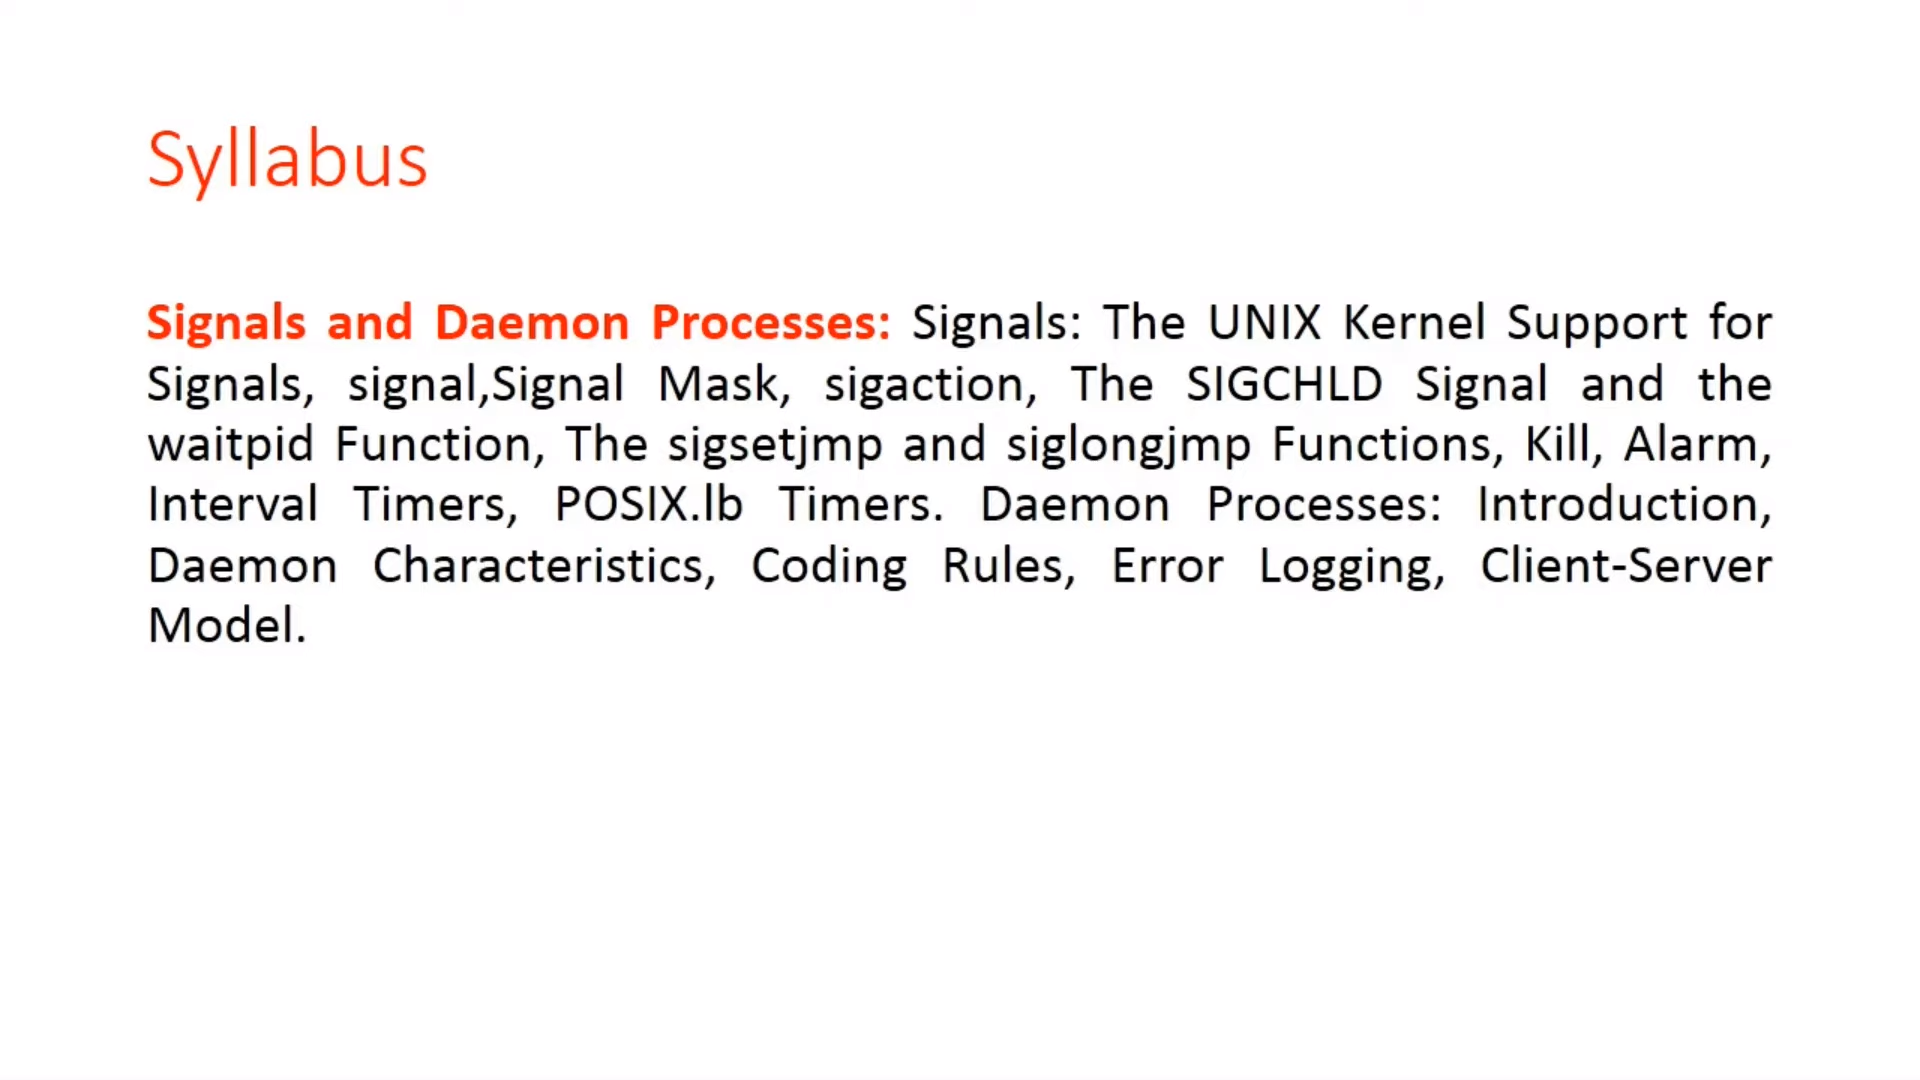 Syllabus
Signals and Daemon Processes: Signals: The UNIX Kernel Support for
Signals, signal,Signal Mask, sigaction, The SIGCHLD Signal and the
waitpid Function, The sigsetjmp and siglongjmp Functions, Kill, Alarm,
Interval Timers, POSIX.lb Timers. Daemon Processes: Introduction,
Daemon Characteristics, Coding Rules, Error Logging, Client-Server
Model.